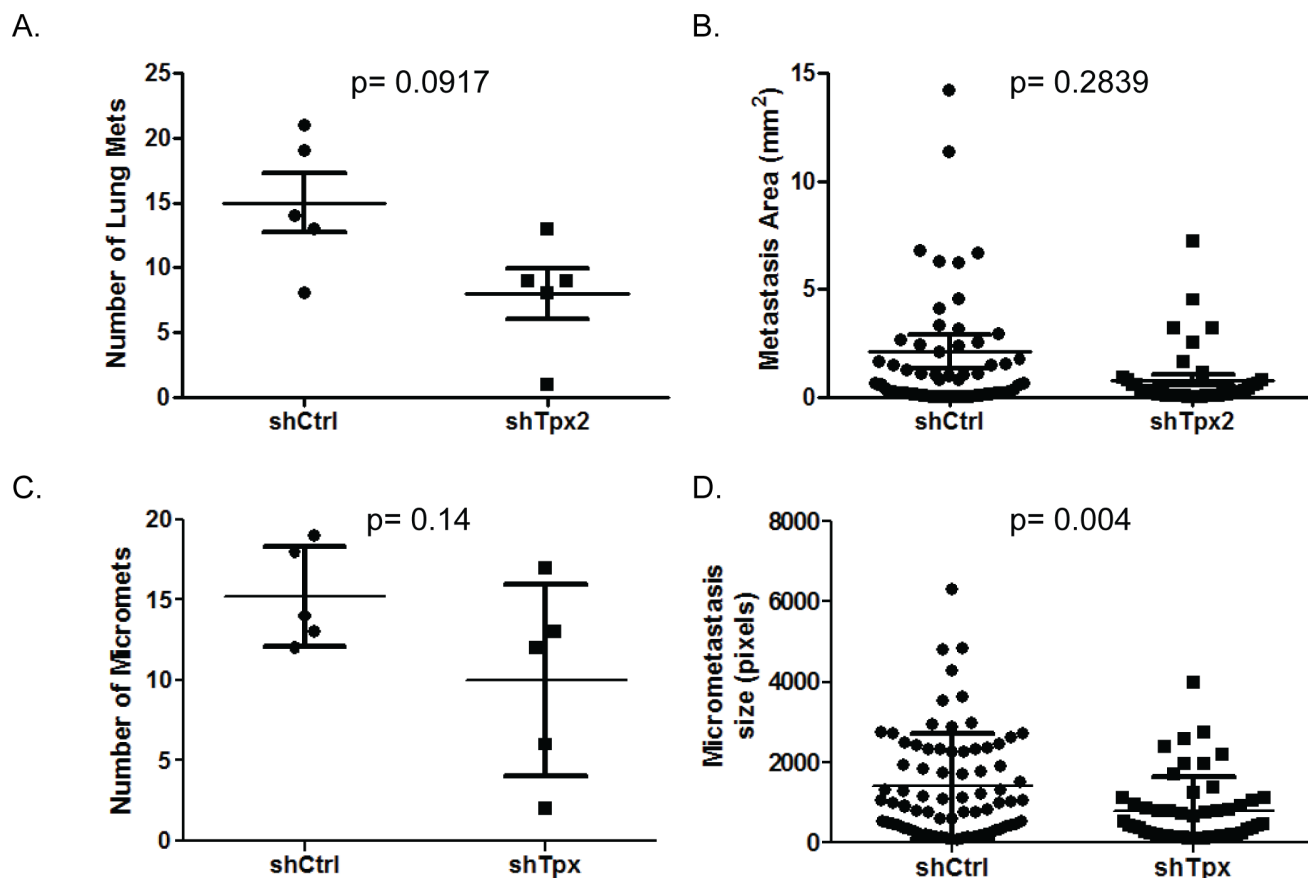 A.
p= 0.0917
Number of Lung Mets
25
20
15
10
5
0
shCtrl
shTpx2
B.
p= 0.2839
Metastasis Area (mm²)
15
10
5
0
shCtrl
shTpx2
C.
p= 0.14
Number of Micromets
20
15
10
5
0
shCtrl
shTpx
D.
p= 0.004
Micrometastasis
size (pixels)
8000
6000
4000
2000
0
shCtrl
shTpx